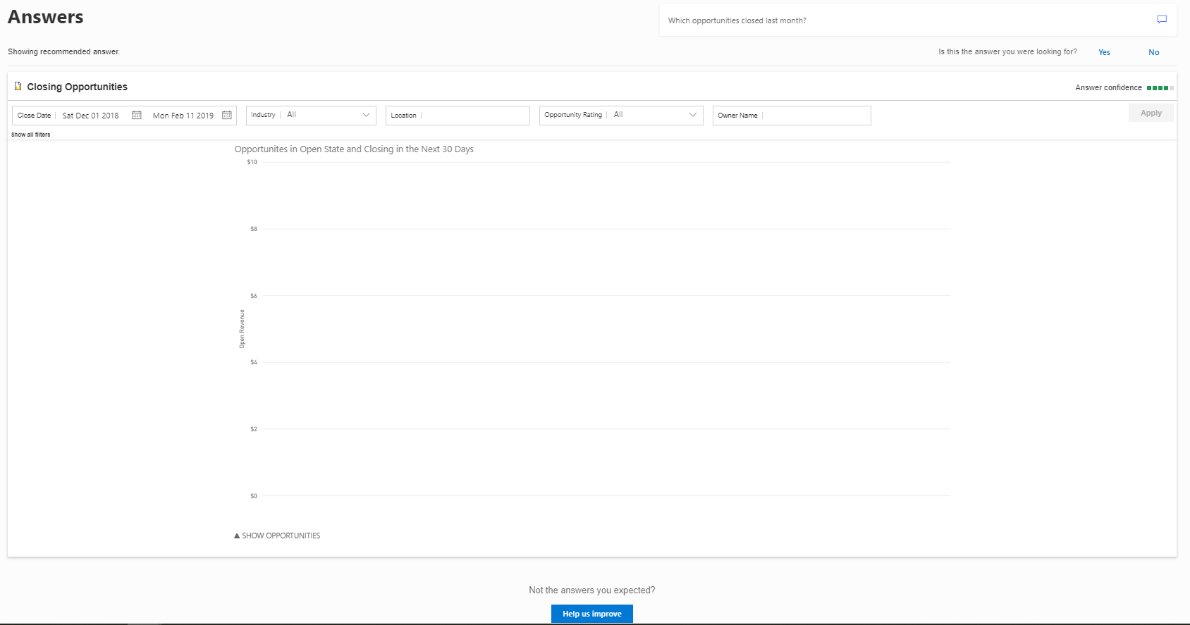 Answers
Which opportunities closed last month?
Showing recommended answer.
Is this the answer you were looking for? Yes No
Closing Opportunities
Answer confidence
Close Date Sat Dec 01 2018 Mon Feb 11 2019 Industry All Location Opportunity Rating All Owner Name Apply
Show all filters
Opportunites in Open State and Closing in the Next 30 Days
$10
$8
$6
Open Revenue
$4
$2
$0
▲ SHOW OPPORTUNITIES
Not the answers you expected?
Help us improve